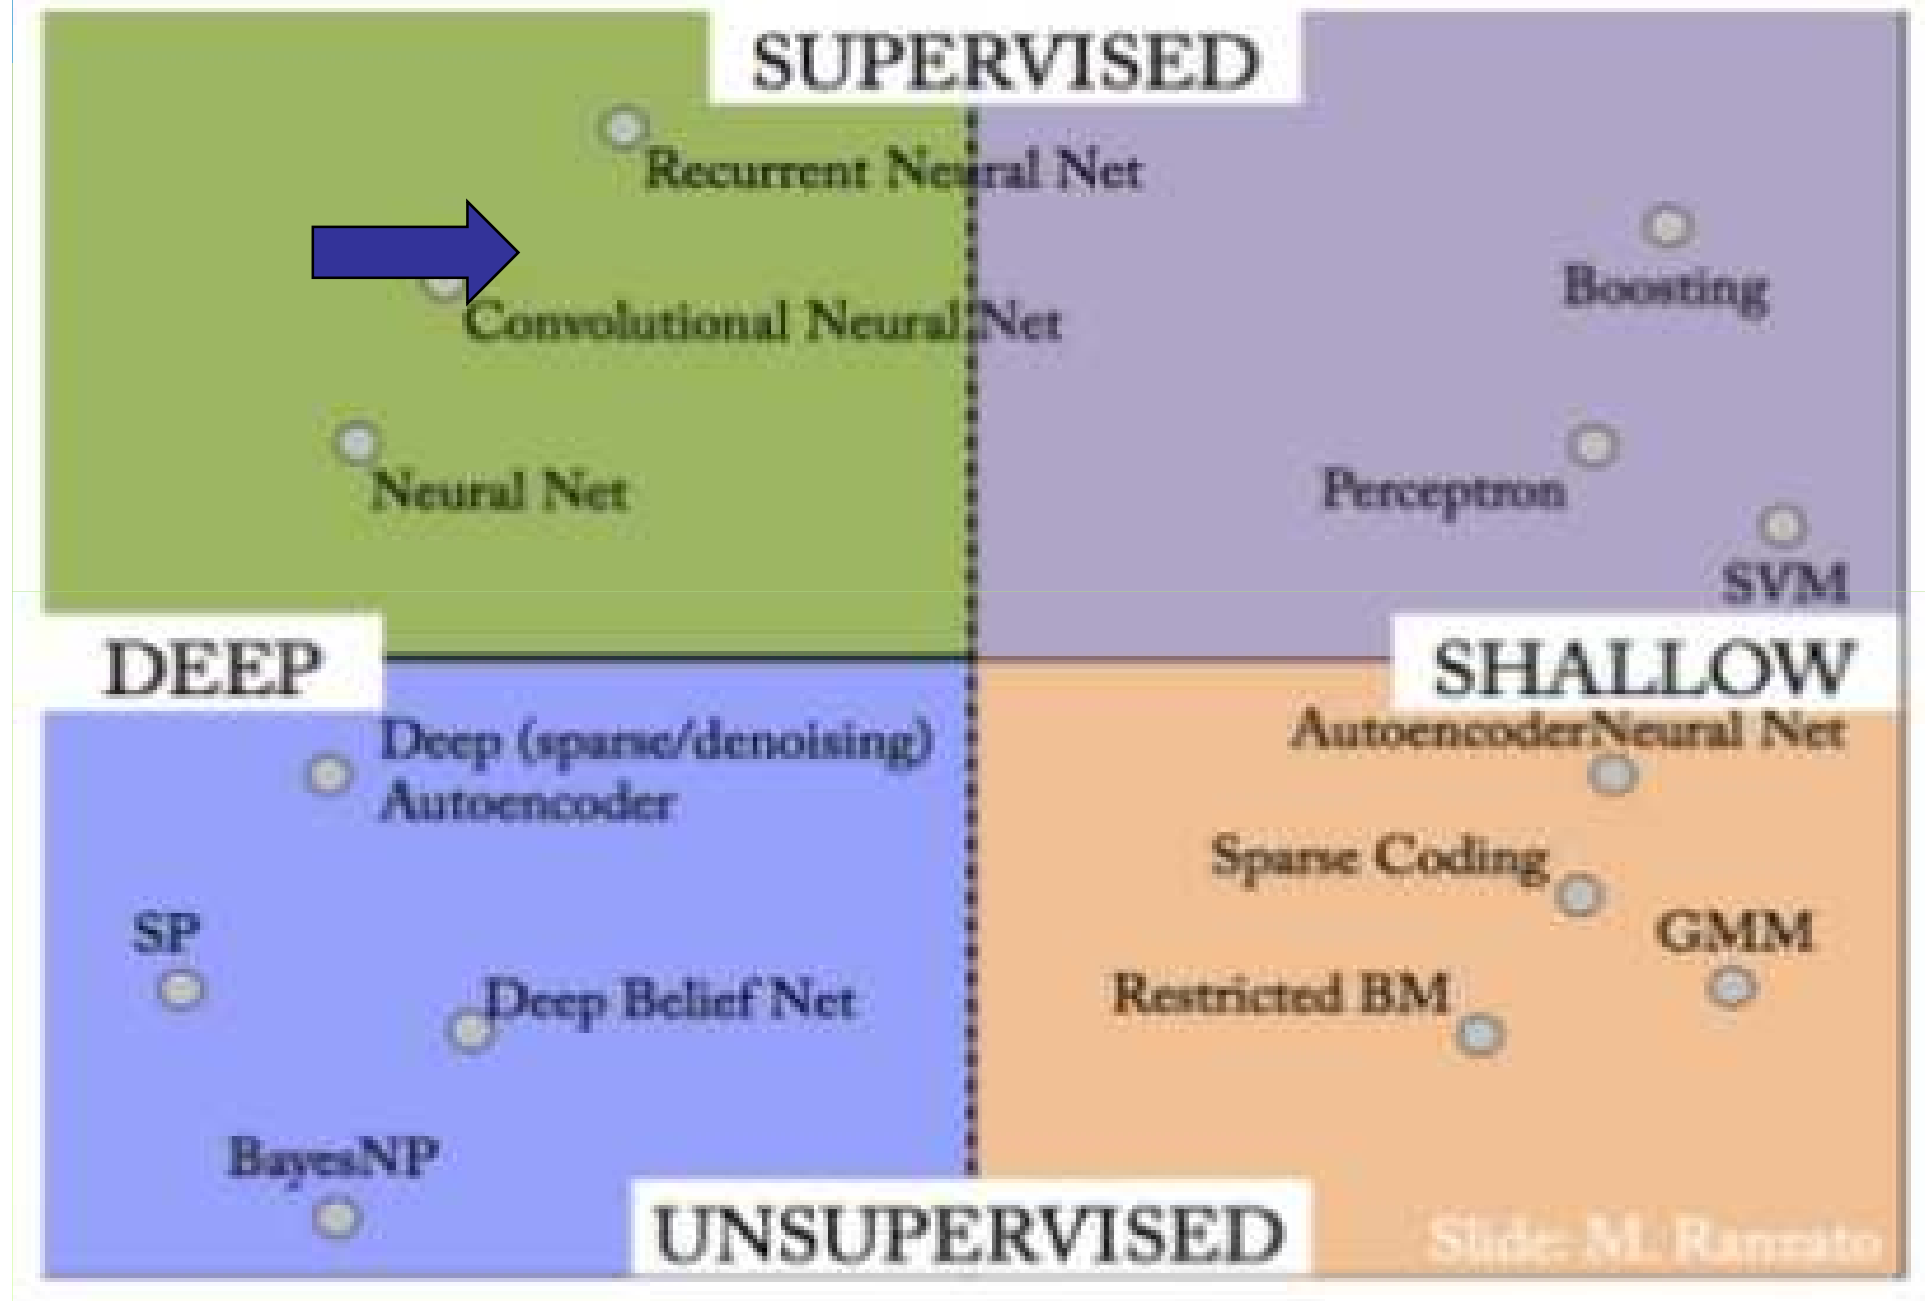 SUPERVISED
Recurrent Neural Net
Boosting
Convolutional Neural Net
Neural Net
Perceptron
SVM
DEEP
SHALLOW
Deep (sparse/denoising)
Autoencoder
AutoencoderNeural Net
Sparse Coding
SP
GMM
Deep Belief Net
Restricted BM
BayesNP
UNSUPERVISED
Slide: M. Ranzato